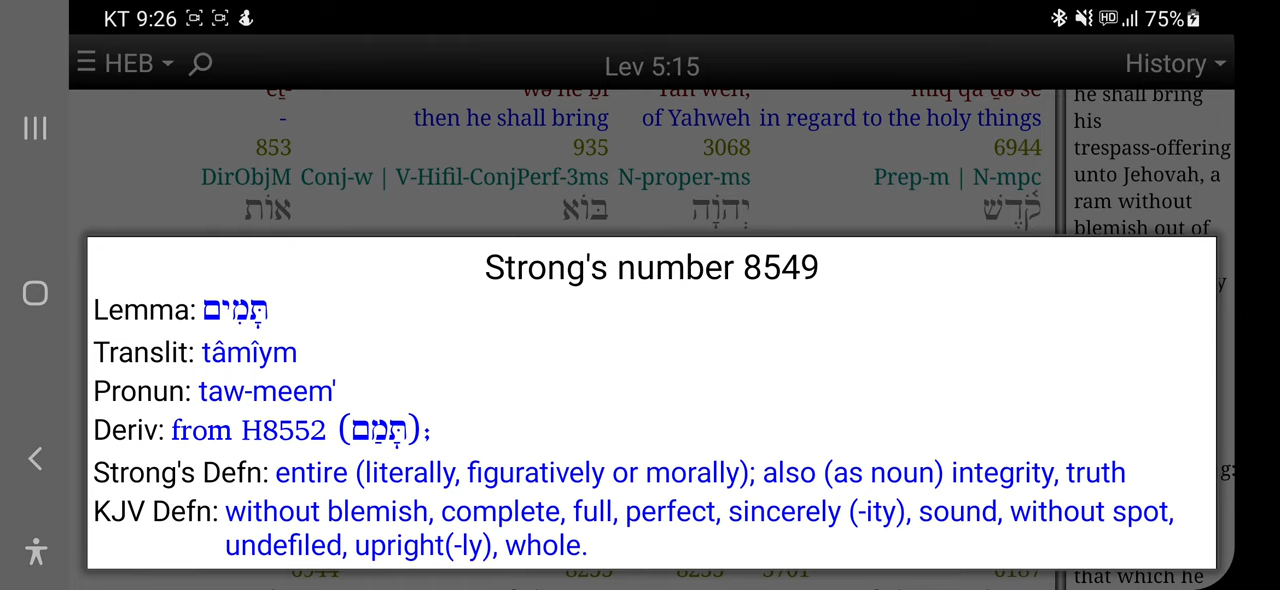 KT 9:26 75%
HEB Lev 5:15 History
- then he shall bring of Yahweh in regard to the holy things
853 935 3068 6944
DirObjM Conj-w | V-Hifil-ConjPerf-3ms N-proper-ms Prep-m | N-mpc
אוֹת בּוֹא יְהוָֹה קֹדֶשׁ
he shall bring
his
trespass-offering
unto Jehovah, a
ram without
blemish out of
Strong's number 8549
Lemma: תָּמִים
Translit: tâmîym
Pronun: taw-meem'
Deriv: from H8552 (תָּמַם);
Strong's Defn: entire (literally, figuratively or morally); also (as noun) integrity, truth
KJV Defn: without blemish, complete, full, perfect, sincerely (-ity), sound, without spot,
undefiled, upright(-ly), whole.
that which he